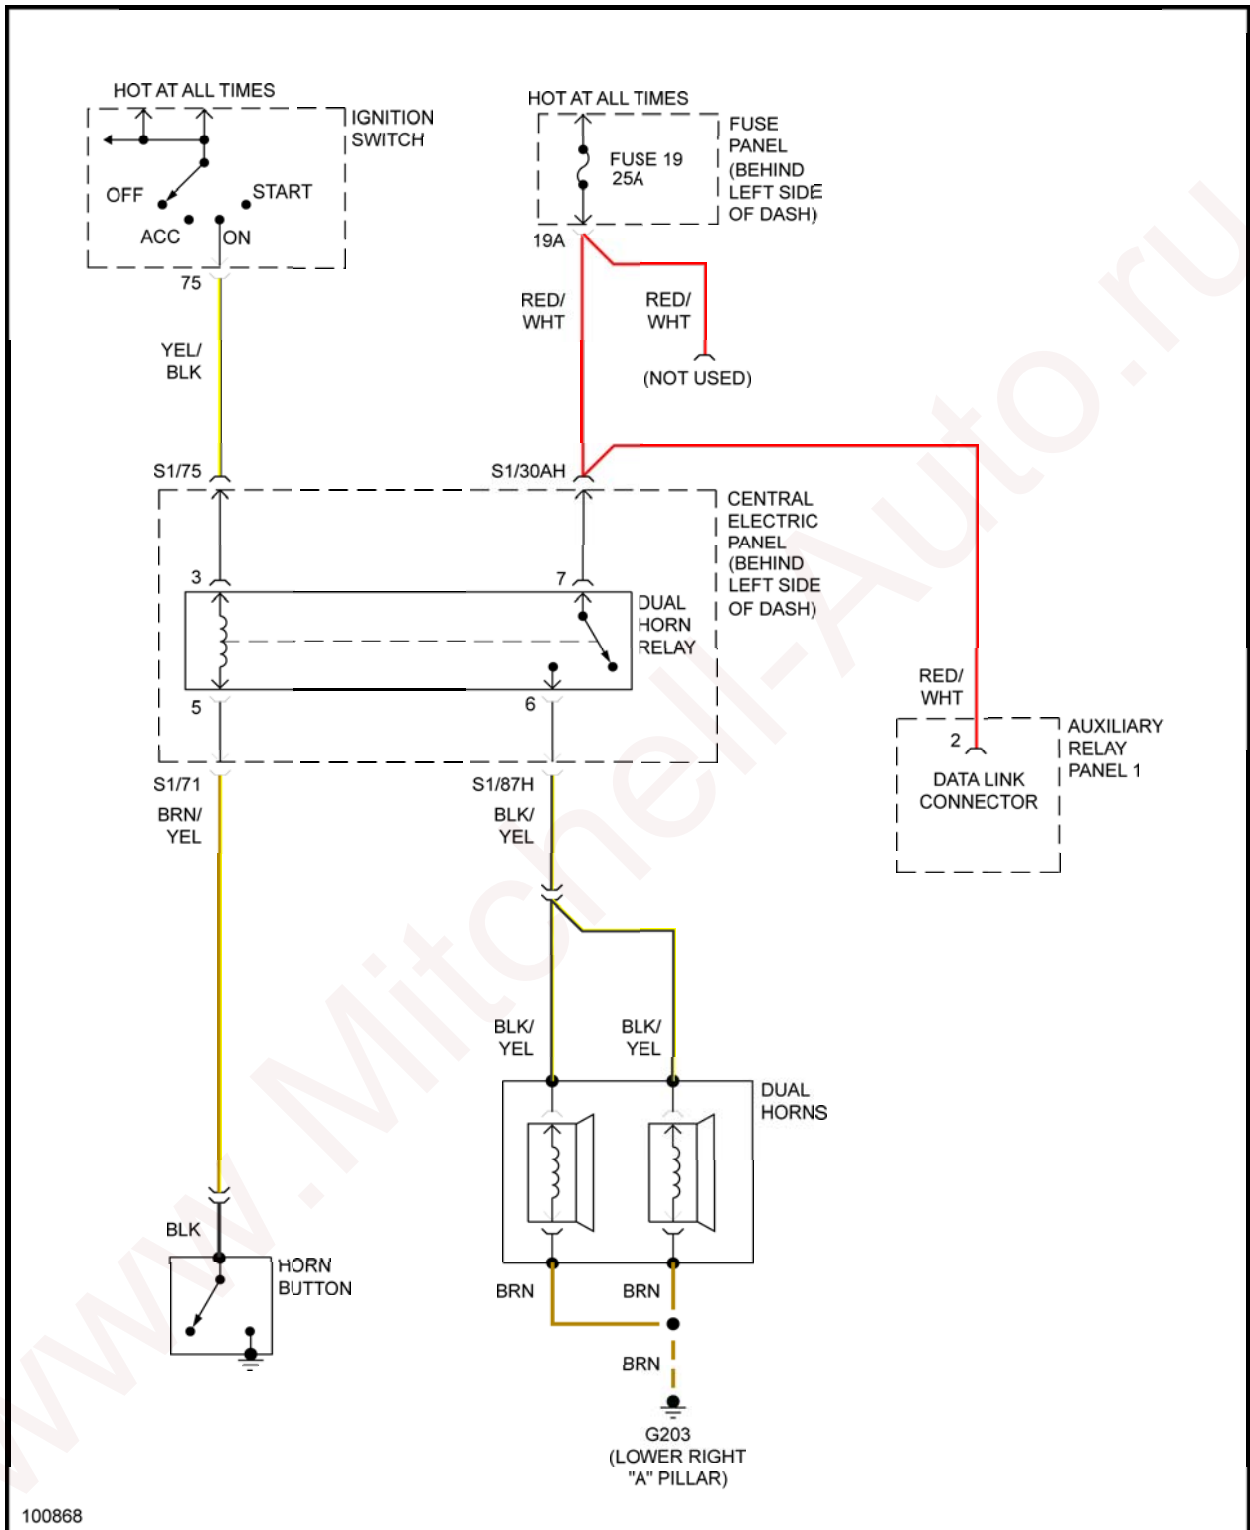 HOT AT ALL TIMES
IGNITION
SWITCH
OFF
START
ACC
ON
75
HOT AT ALL TIMES
FUSE
PANEL
(BEHIND
LEFT SIDE
OF DASH)
FUSE 19
25A
19A
RED/
WHT
RED/
WHT
(NOT USED)
YEL/
BLK
S1/75
S1/30AH
CENTRAL
ELECTRIC
PANEL
(BEHIND
LEFT SIDE
OF DASH)
3
7
DUAL
HORN
RELAY
5
6
S1/71
S1/87H
BRN/
YEL
BLK/
YEL
RED/
WHT
2
AUXILIARY
RELAY
PANEL 1
DATA LINK
CONNECTOR
BLK/
YEL
BLK/
YEL
DUAL
HORNS
BLK
HORN
BUTTON
BRN
BRN
BRN
G203
(LOWER RIGHT
"A" PILLAR)
100868
www.Mitchell-Auto.ru